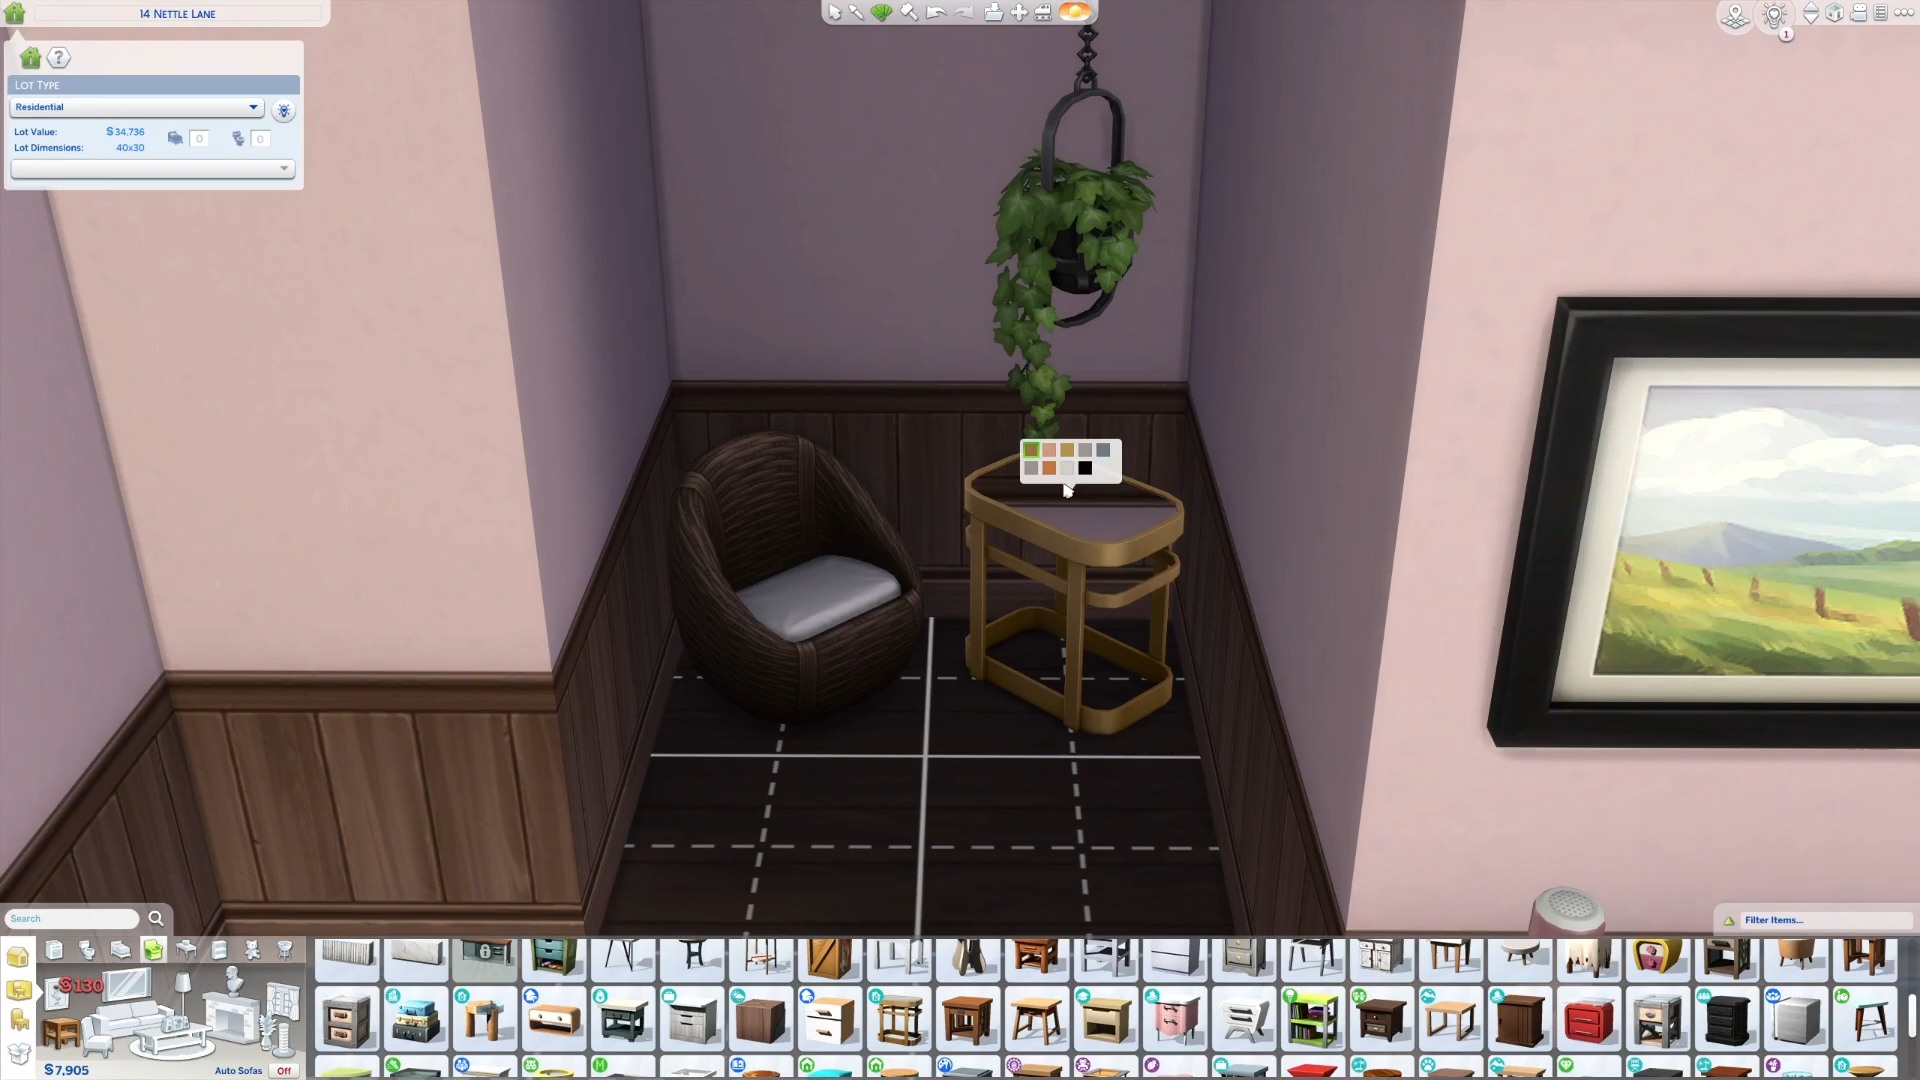 14 Nettle Lane
1
Lot Type
Residential
Lot Value: $34,736 0 0
Lot Dimensions: 40x30
Search
Filter Items...
$130
$7,905 Auto Sofas Off